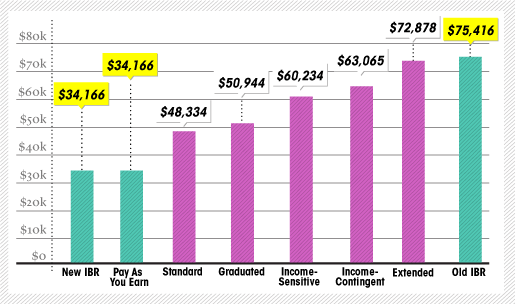 $80k
$70k
$60k
$50k
$40k
$30k
$20k
$10k
$0
$34,166
$34,166
$48,334
$50,944
$60,234
$63,065
$72,878
$75,416
New IBR
Pay As
You Earn
Standard
Graduated
Income-
Sensitive
Income-
Contingent
Extended
Old IBR